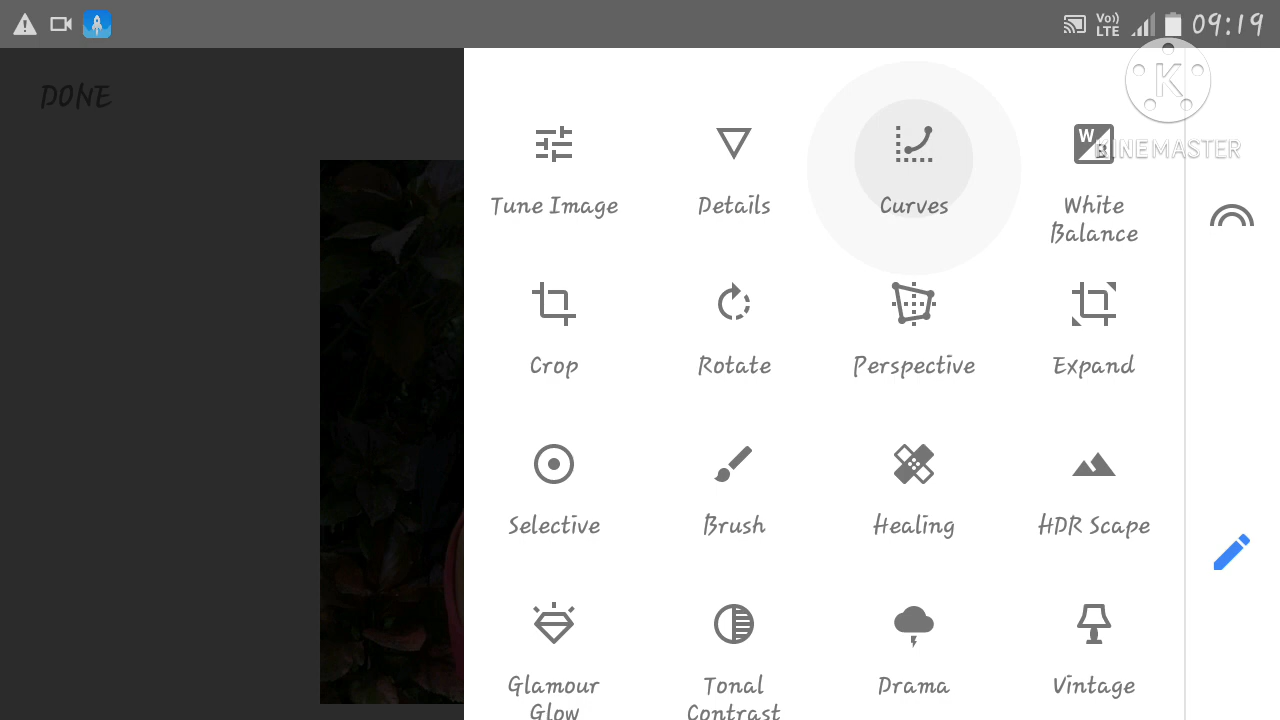 Vo))
LTE
09:19
DONE
K
KINEMASTER
W
B
Tune Image
Details
Curves
White
Balance
Crop
Rotate
Perspective
Expand
Selective
Brush
Healing
HDR Scape
Glamour
Glow
Tonal
Contrast
Drama
Vintage